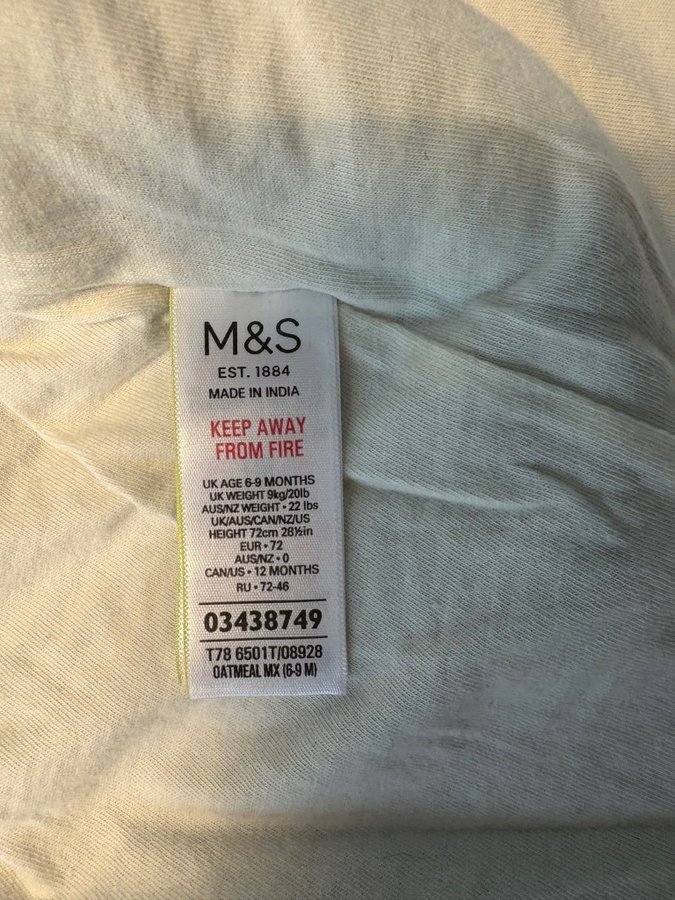 M&S
EST. 1884
MADE IN INDIA
KEEP AWAY
FROM FIRE
UK AGE 6-9 MONTHS
UK WEIGHT 9kg/20lb
AUS/NZ WEIGHT • 22 lbs
UK/AUS/CAN/NZ/US
HEIGHT 72cm 28½in
EUR • 72
AUS/NZ • 0
CAN/US • 12 MONTHS
RU • 72-46
03438749
T78 6501T/08928
OATMEAL MX (6-9 M)